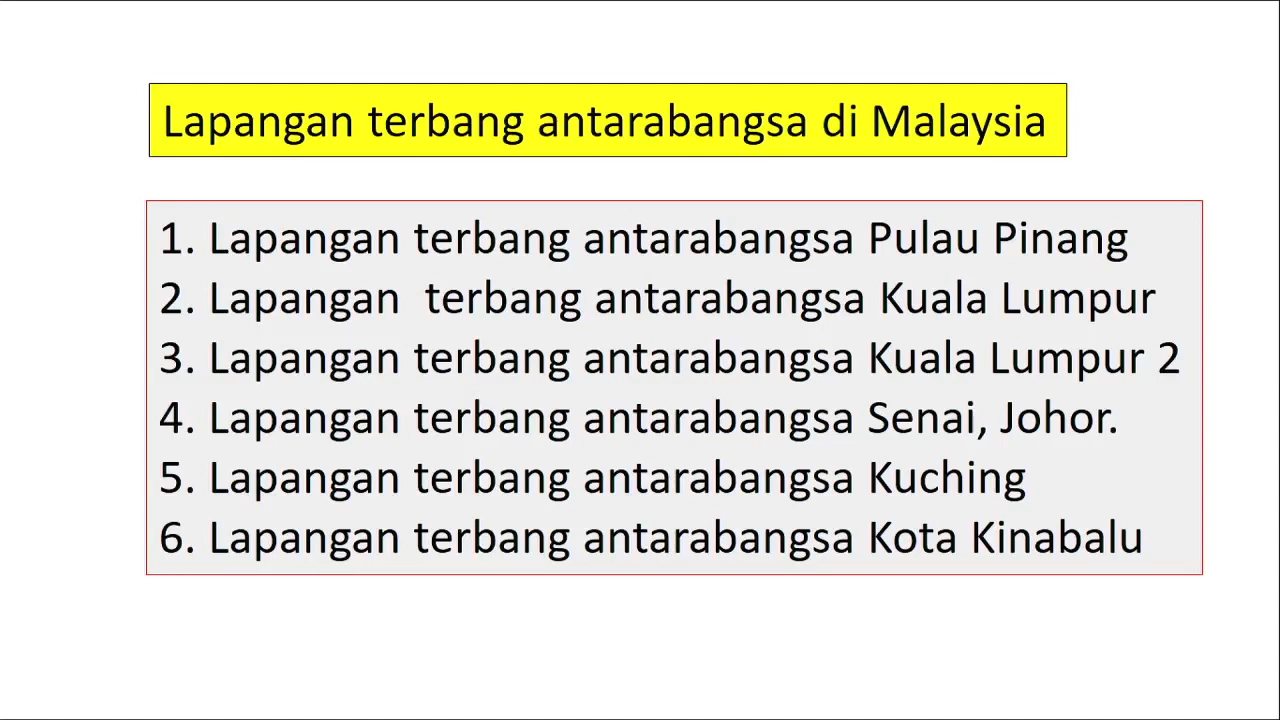 Lapangan terbang antarabangsa di Malaysia
1. Lapangan terbang antarabangsa Pulau Pinang
2. Lapangan  terbang antarabangsa Kuala Lumpur
3. Lapangan terbang antarabangsa Kuala Lumpur 2
4. Lapangan terbang antarabangsa Senai, Johor.
5. Lapangan terbang antarabangsa Kuching
6. Lapangan terbang antarabangsa Kota Kinabalu